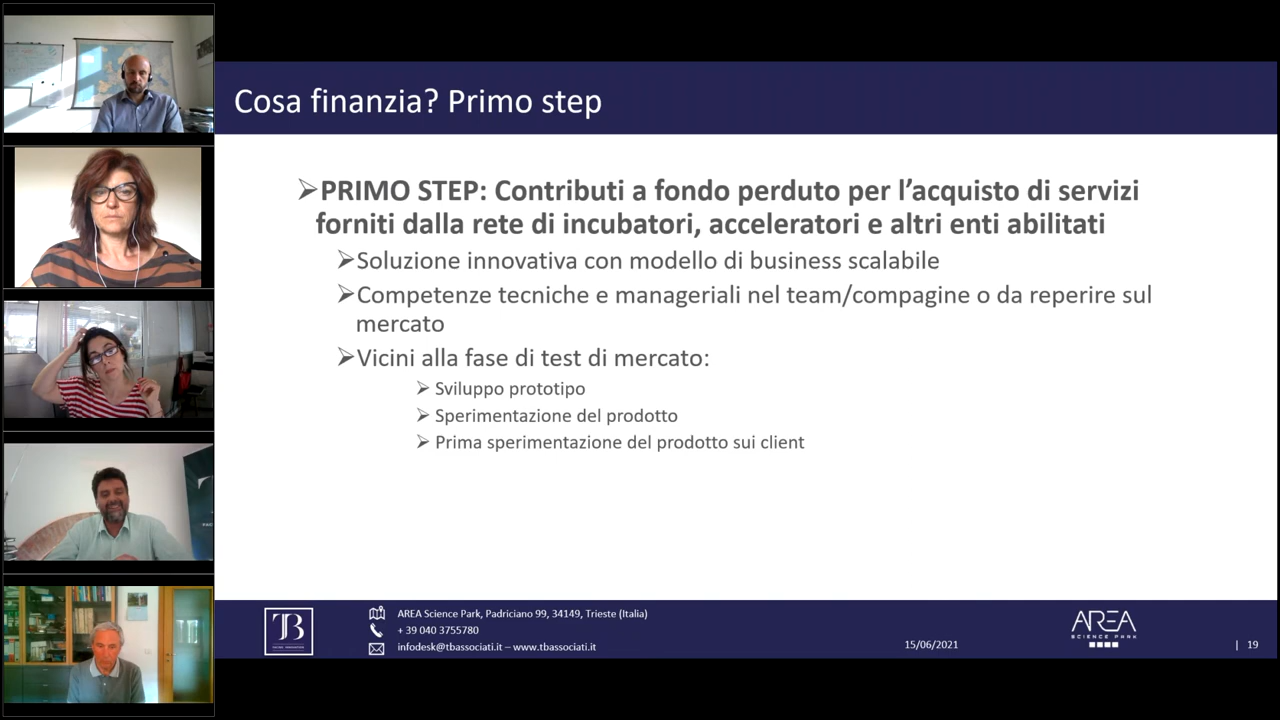 Cosa finanzia? Primo step
➢PRIMO STEP: Contributi a fondo perduto per l’acquisto di servizi
forniti dalla rete di incubatori, acceleratori e altri enti abilitati
➢Soluzione innovativa con modello di business scalabile
➢Competenze tecniche e manageriali nel team/compagine o da reperire sul
mercato
➢Vicini alla fase di test di mercato:
➢ Sviluppo prototipo
➢ Sperimentazione del prodotto
➢ Prima sperimentazione del prodotto sui client
TB
AREA Science Park, Padriciano 99, 34149, Trieste (Italia)
+ 39 040 3755780
infodesk@tbassociati.it – www.tbassociati.it
15/06/2021
AREA
SCIENCE PARK
| 19